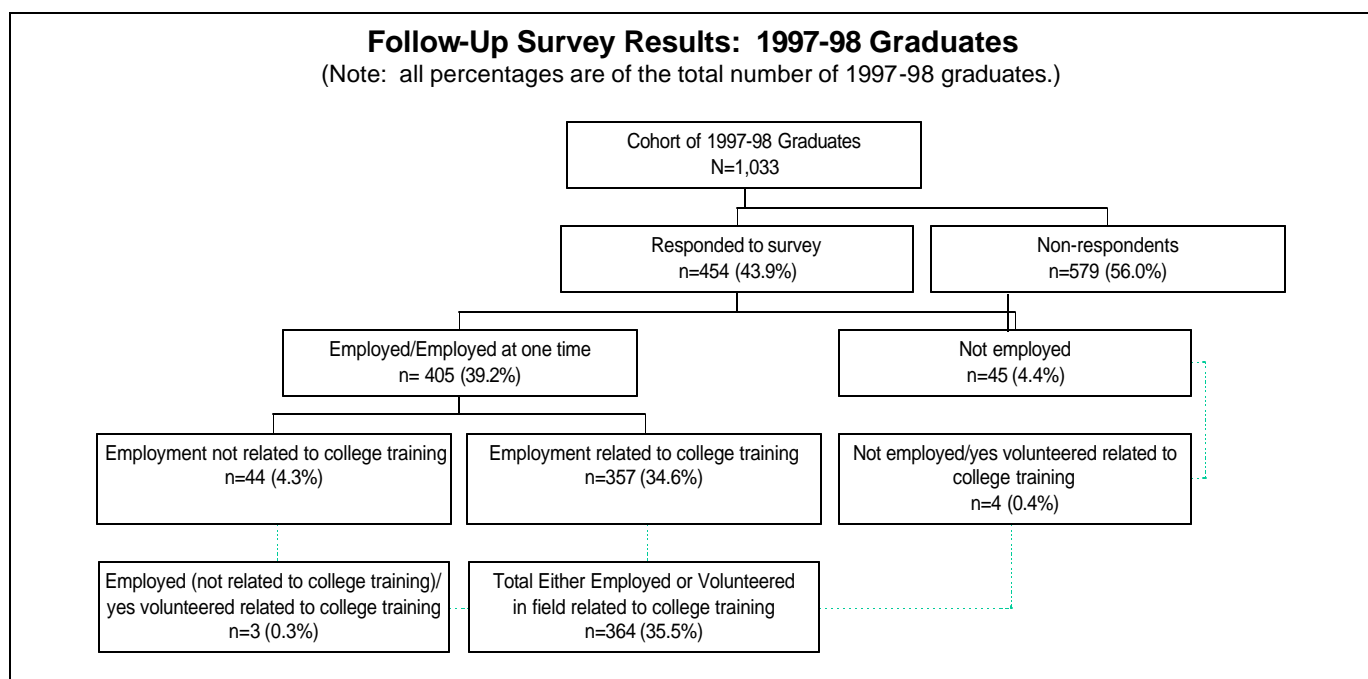 Follow-Up Survey Results: 1997-98 Graduates
(Note: all percentages are of the total number of 1997-98 graduates.)
Cohort of 1997-98 Graduates
N=1,033
Responded to survey
n=454 (43.9%)
Non-respondents
n=579 (56.0%)
Employed/Employed at one time
n= 405 (39.2%)
Not employed
n=45 (4.4%)
Employment not related to college training
n=44 (4.3%)
Employment related to college training
n=357 (34.6%)
Not employed/yes volunteered related to
college training
n=4 (0.4%)
Employed (not related to college training)/
yes volunteered related to college training
n=3 (0.3%)
Total Either Employed or Volunteered
in field related to college training
n=364 (35.5%)